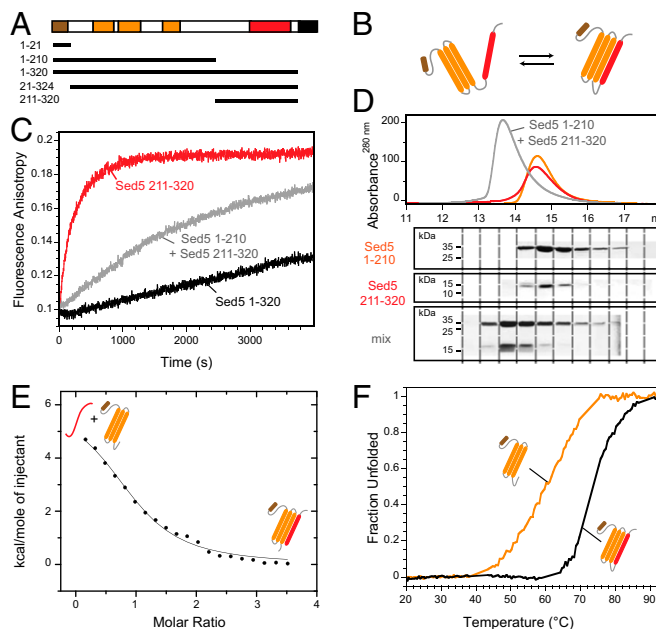 A
1-21
1-210
1-320
21-324
211-320
B
C
Fluorescence Anisotropy
0.2
0.18
0.16
0.14
0.12
0.1
Sed5 211-320
Sed5 1-210
+ Sed5 211-320
Sed5 1-320
0 1000 2000 3000
Time (s)
D
Absorbance 280 nm
200
100
0
Sed5 1-210
+ Sed5 211-320
11 12 13 14 15 16 17 m
Sed5
1-210
kDa
35
25
Sed5
211-320
kDa
15
10
mix
kDa
35
25
15
E
kcal/mole of injectant
6
4
2
0
+
0 1 2 3 4
Molar Ratio
F
Fraction Unfolded
1
0.8
0.6
0.4
0.2
0
20 30 40 50 60 70 80 90
Temperature (°C)